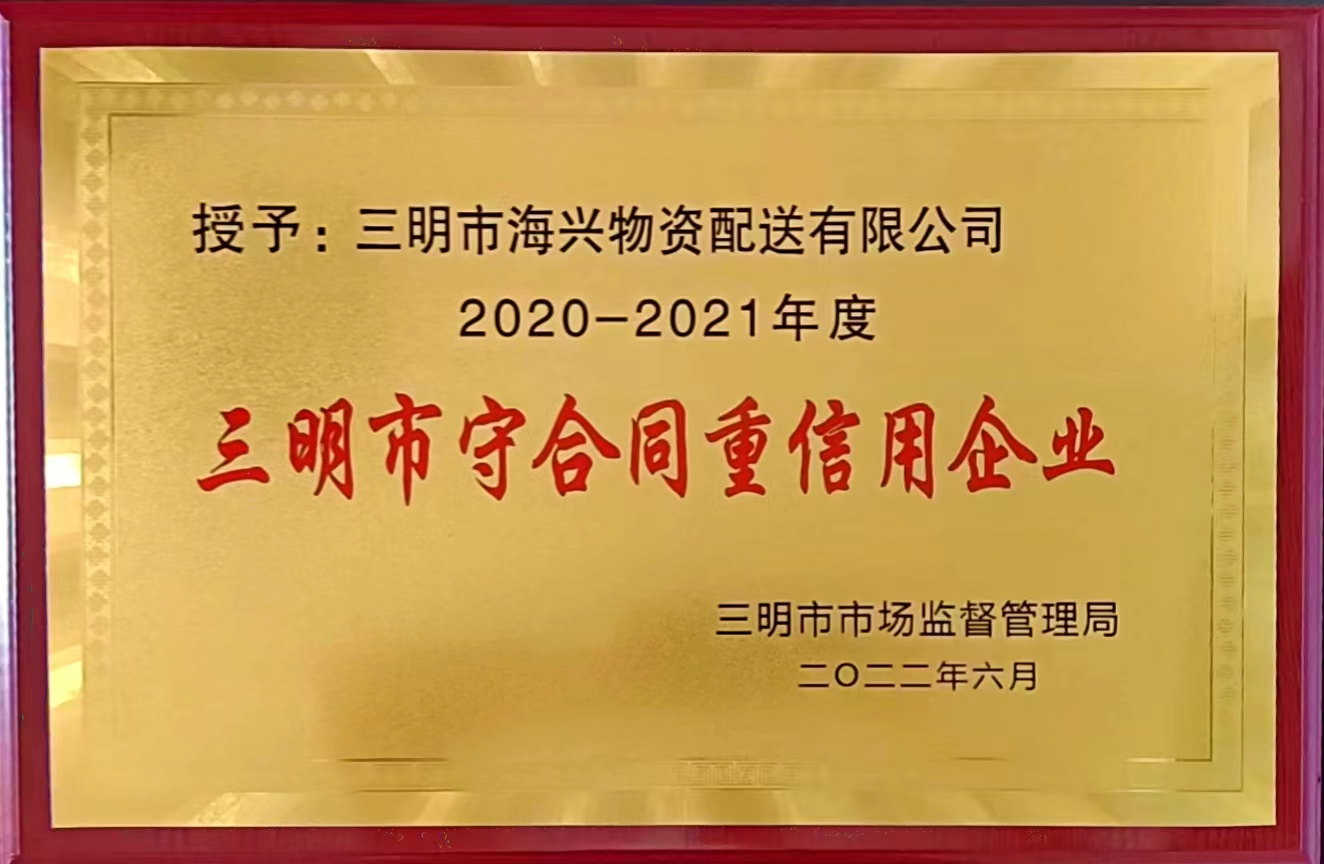 授予：三明市海兴物资配送有限公司
2020-2021年度
三明市守合同重信用企业
三明市市场监督管理局
二〇二二年六月